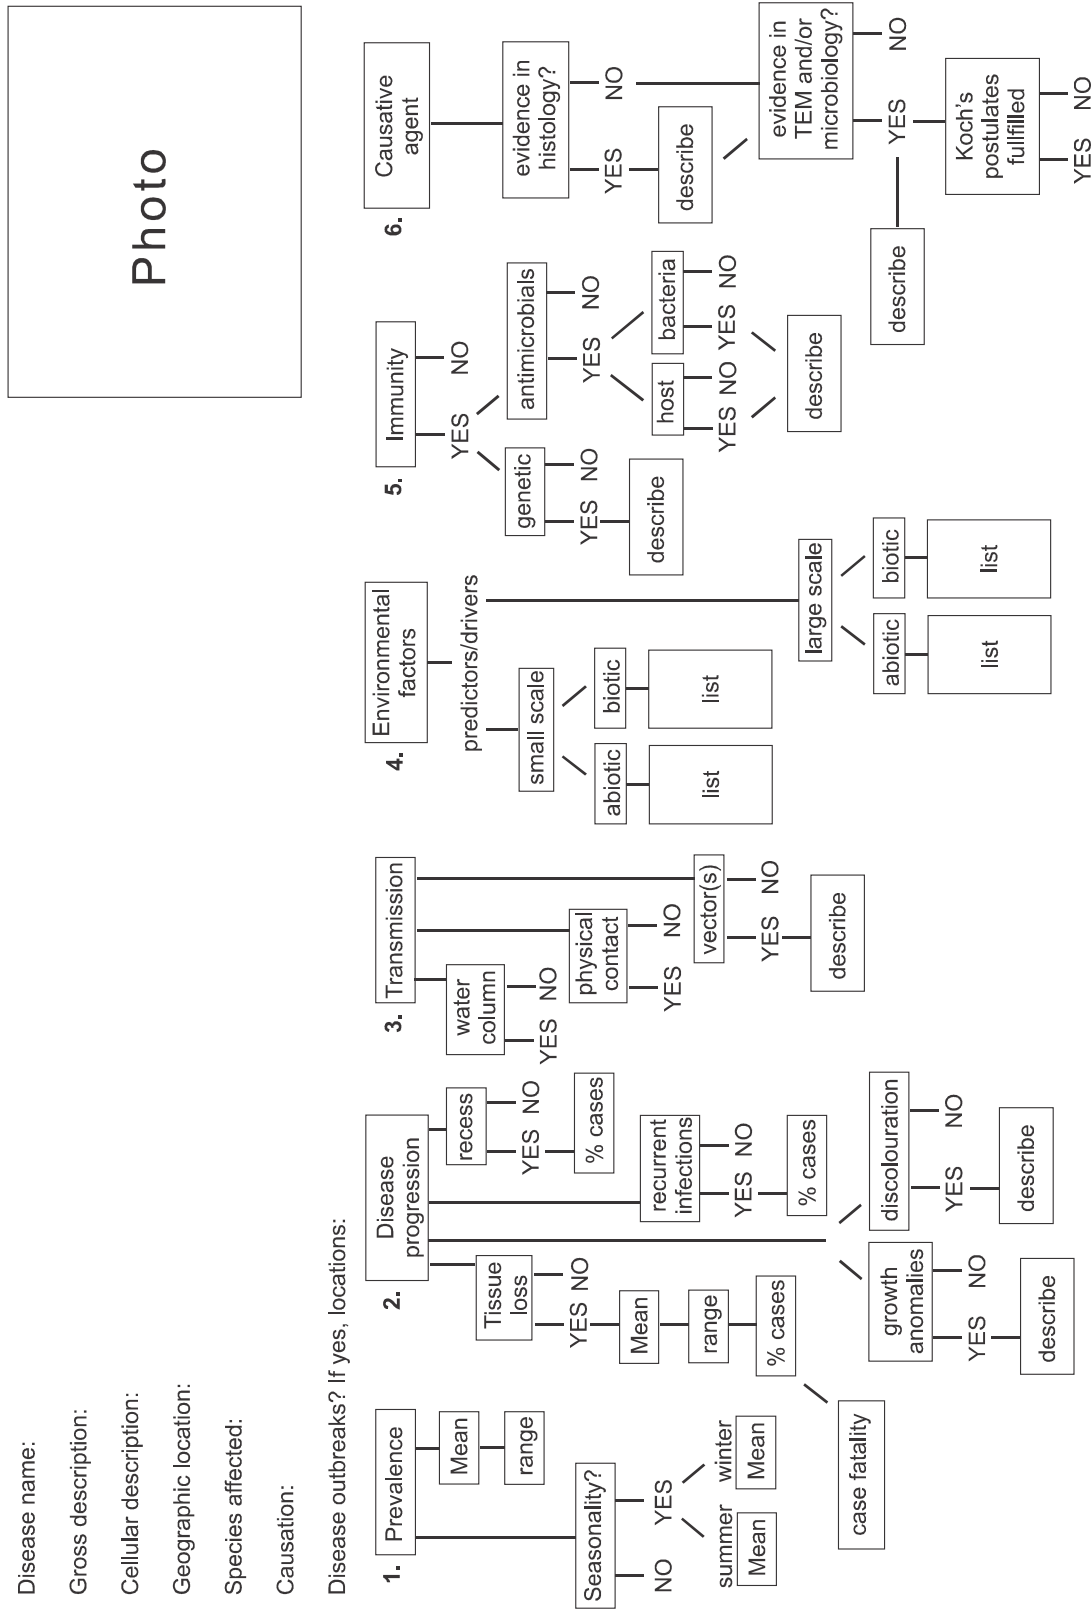 Photo
Disease name:
Gross description:
Cellular description:
Geographic location:
Species affected:
Causation:
Disease outbreaks? If yes, locations:
1.
Prevalence
Mean
range
Seasonality?
NO
YES
summer
Mean
winter
Mean
2.
Disease
progression
Tissue
loss
YES
NO
Mean
range
% cases
case fatality
recess
YES
NO
% cases
recurrent
infections
YES
NO
% cases
growth
anomalies
YES
NO
describe
discolouration
YES
NO
describe
3.
Transmission
water
column
YES
NO
physical
contact
YES
NO
vector(s)
YES
NO
describe
4.
Environmental
factors
predictors/drivers
small scale
abiotic
list
biotic
list
large scale
abiotic
list
biotic
list
5.
Immunity
YES
NO
genetic
YES
NO
describe
antimicrobials
YES
NO
host
YES
NO
bacteria
YES
NO
describe
6.
Causative
agent
evidence in
histology?
YES
NO
describe
evidence in
TEM and/or
microbiology?
YES
NO
describe
Koch's
postulates
fullfilled
YES
NO